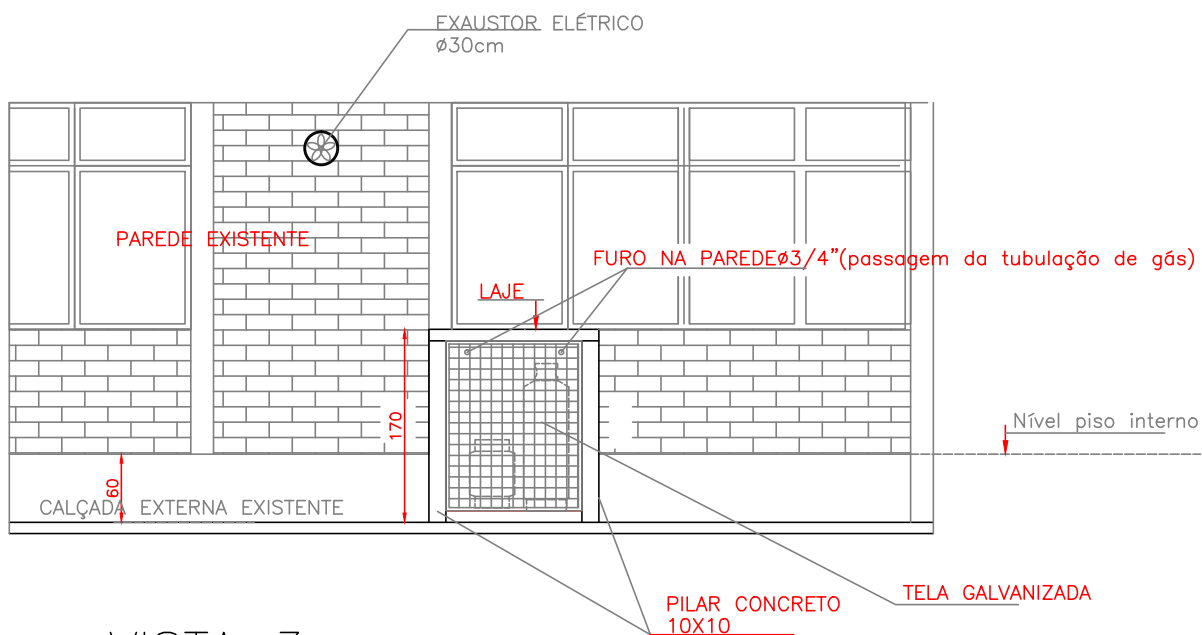 EXAUSTOR ELÉTRICO
ø30cm
PAREDE EXISTENTE
FURO NA PAREDEø3/4”(passagem da tubulação de gás)
LAJE
170
Nível piso interno
60
CALÇADA EXTERNA EXISTENTE
TELA GALVANIZADA
PILAR CONCRETO
10X10